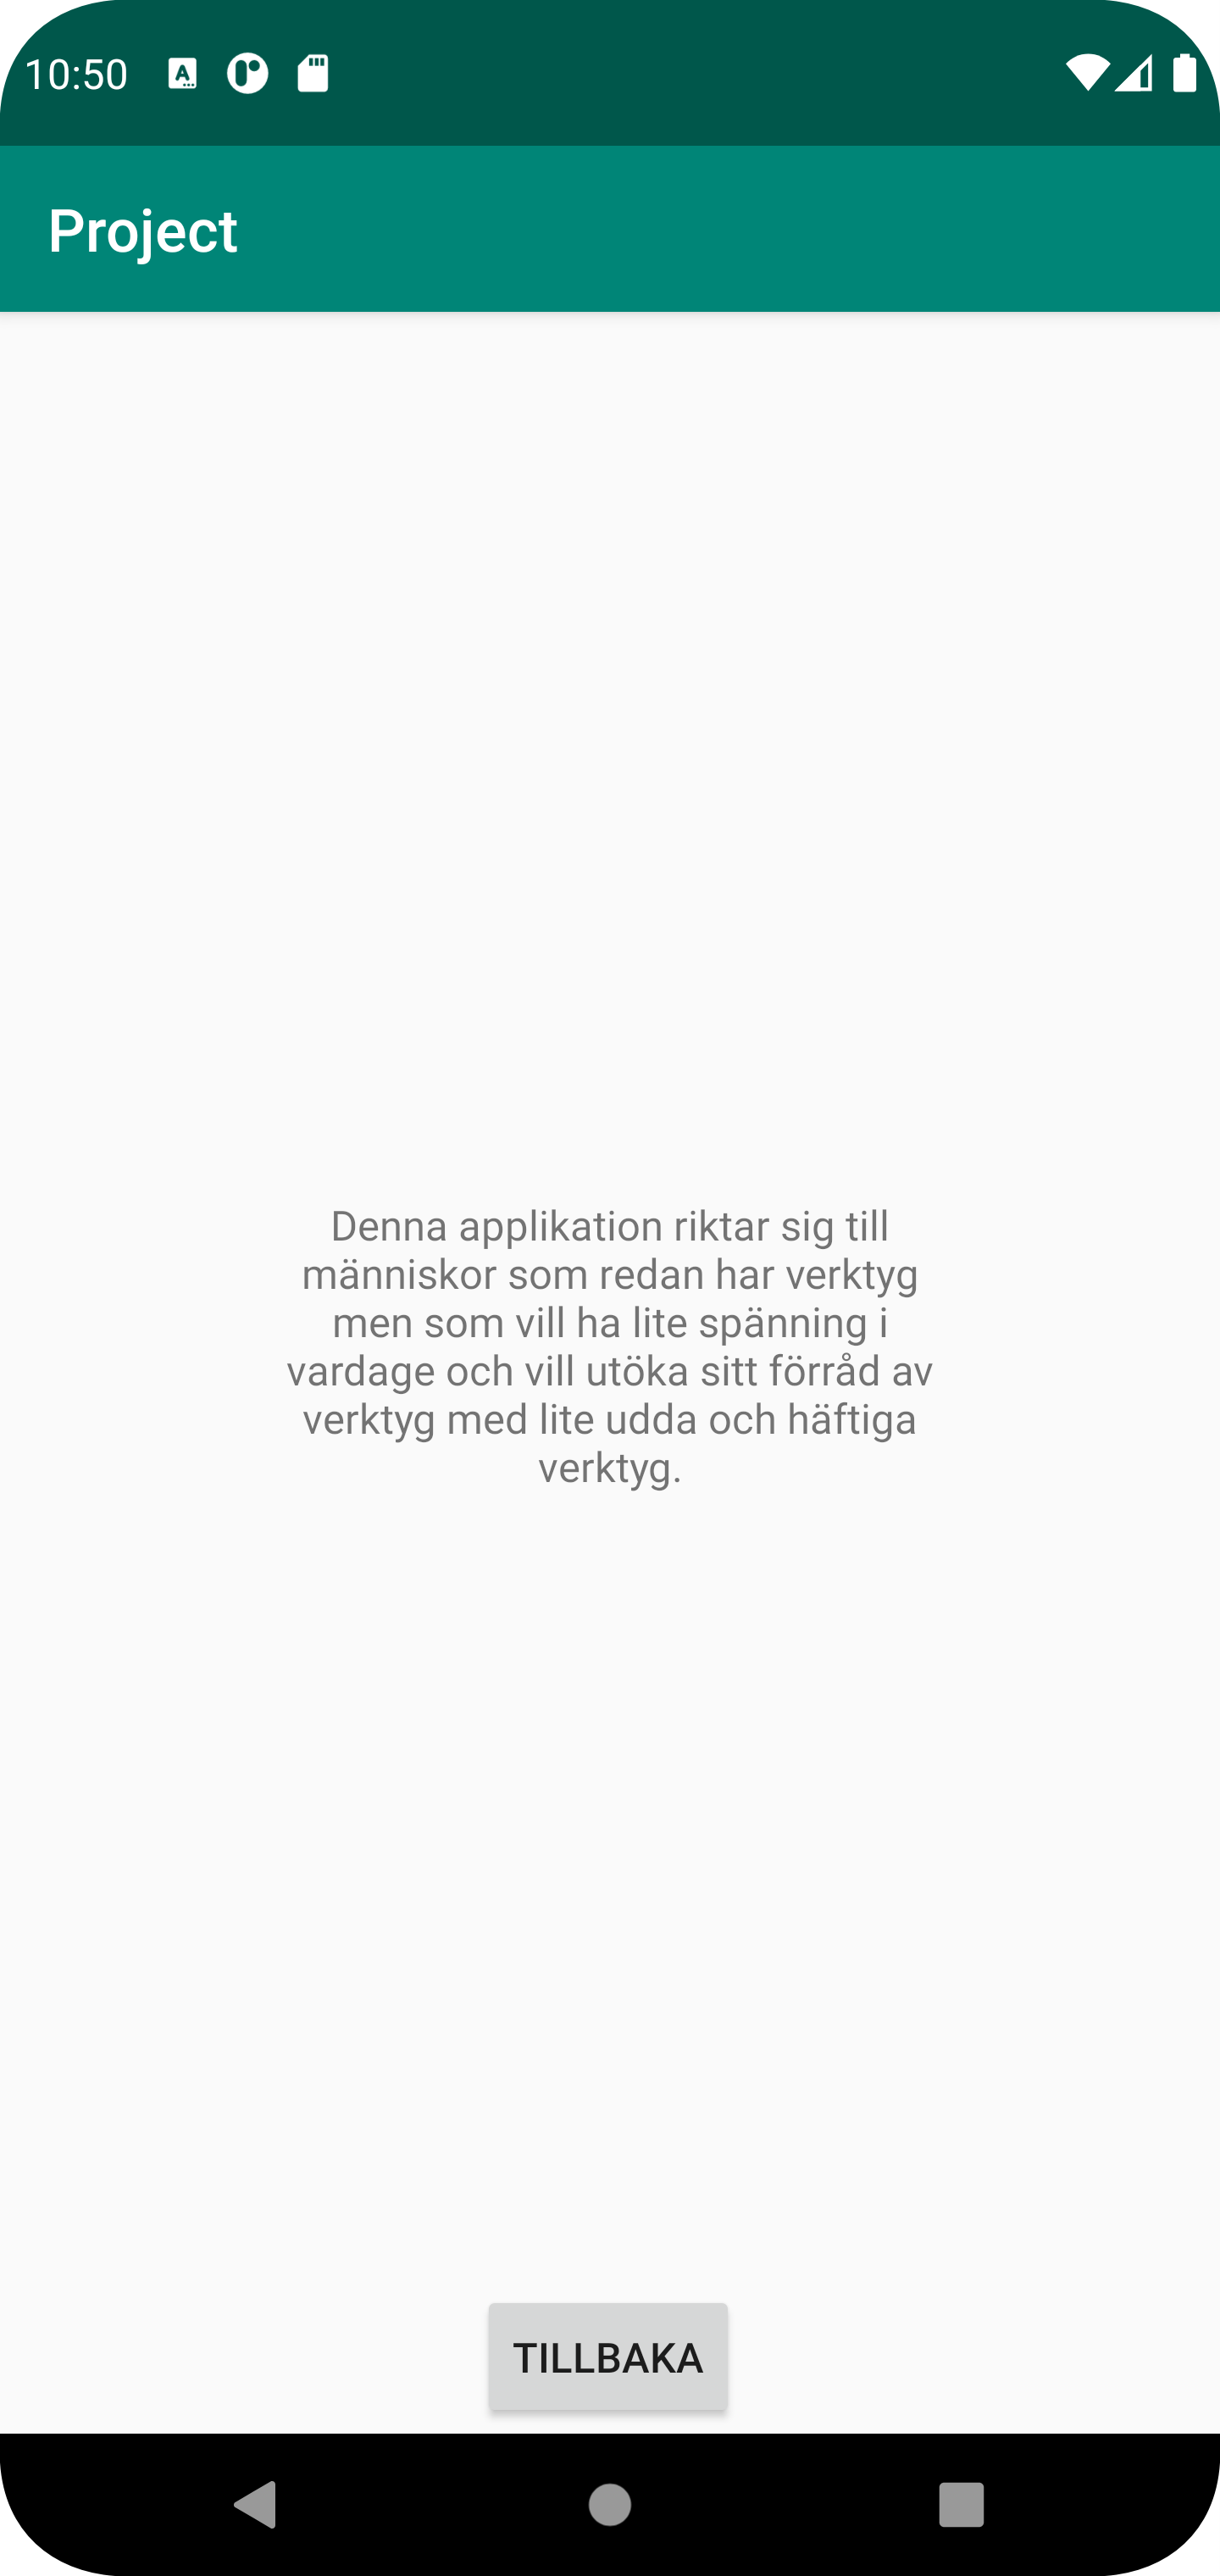 10:50
Project
Denna applikation riktar sig till
människor som redan har verktyg
men som vill ha lite spänning i
vardage och vill utöka sitt förråd av
verktyg med lite udda och häftiga
verktyg.
TILLBAKA